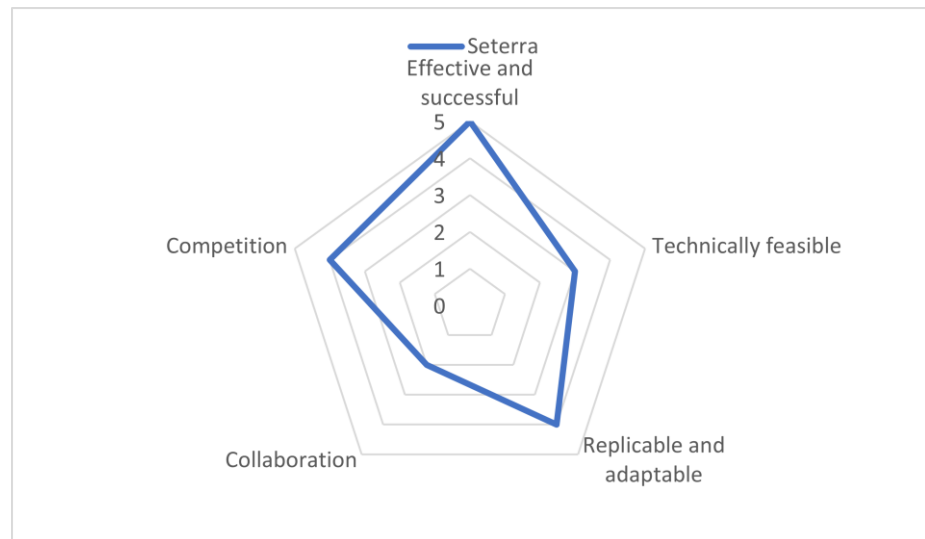 Seterra
Effective and
successful
5
4
3
2
1
0
Technically feasible
Replicable and
adaptable
Collaboration
Competition